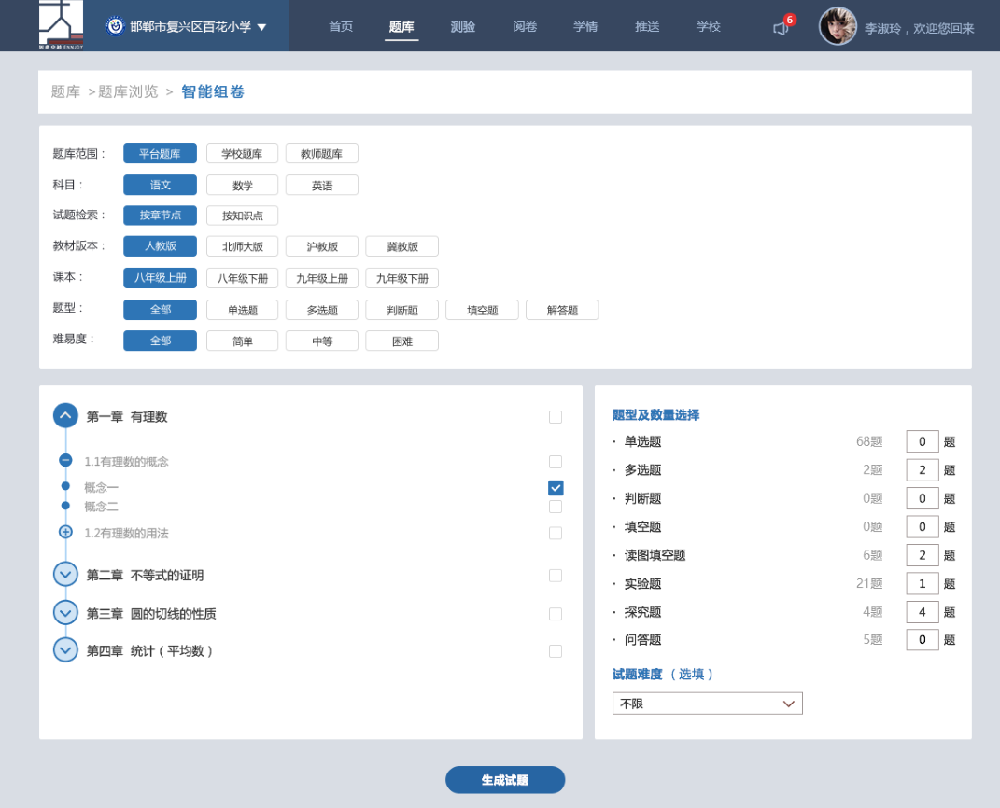 邯郸市复兴区百花小学 ▼ 首页 题库 测验 阅卷 学情 推送 学校 6 李淑玲，欢迎您回来
题库 >题库浏览 > 智能组卷
题库范围： 平台题库 学校题库 教师题库
科目： 语文 数学 英语
试题检索： 按章节点 按知识点
教材版本： 人教版 北师大版 沪教版 冀教版
课本： 八年级上册 八年级下册 九年级上册 九年级下册
题型： 全部 单选题 多选题 判断题 填空题 解答题
难易度： 全部 简单 中等 困难
第一章 有理数
1.1有理数的概念
概念一
概念二
1.2有理数的用法
第二章 不等式的证明
第三章 圆的切线的性质
第四章 统计（平均数）
题型及数量选择
· 单选题 68题 0 题
· 多选题 2题 2 题
· 判断题 0题 0 题
· 填空题 0题 0 题
· 读图填空题 6题 2 题
· 实验题 21题 1 题
· 探究题 4题 4 题
· 问答题 5题 0 题
试题难度（选填）
不限
生成试题